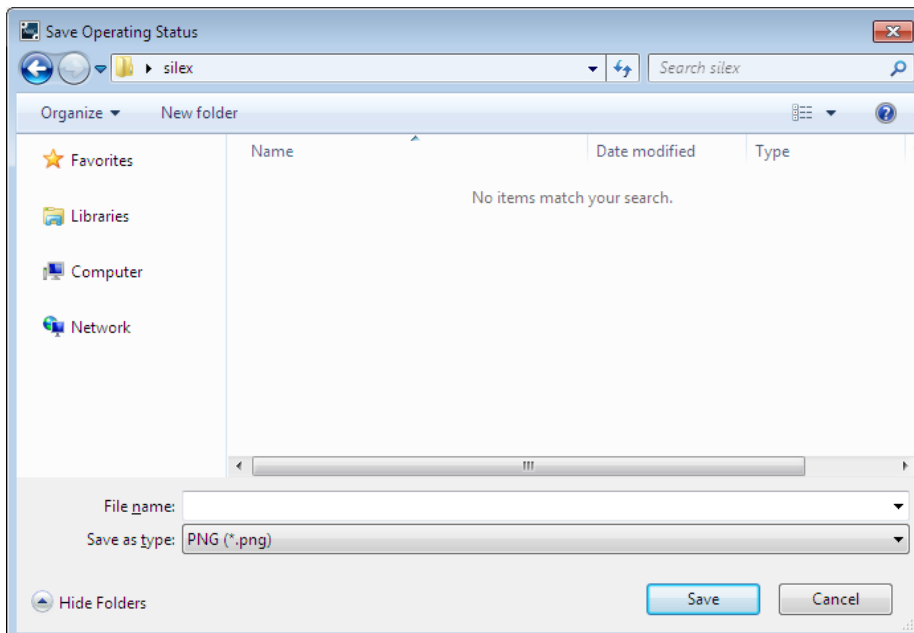 Save Operating Status
silex
Search silex
Organize
New folder
Name
Date modified
Type
Favorites
No items match your search.
Libraries
Computer
Network
File name:
Save as type: PNG (*.png)
Hide Folders
Save
Cancel